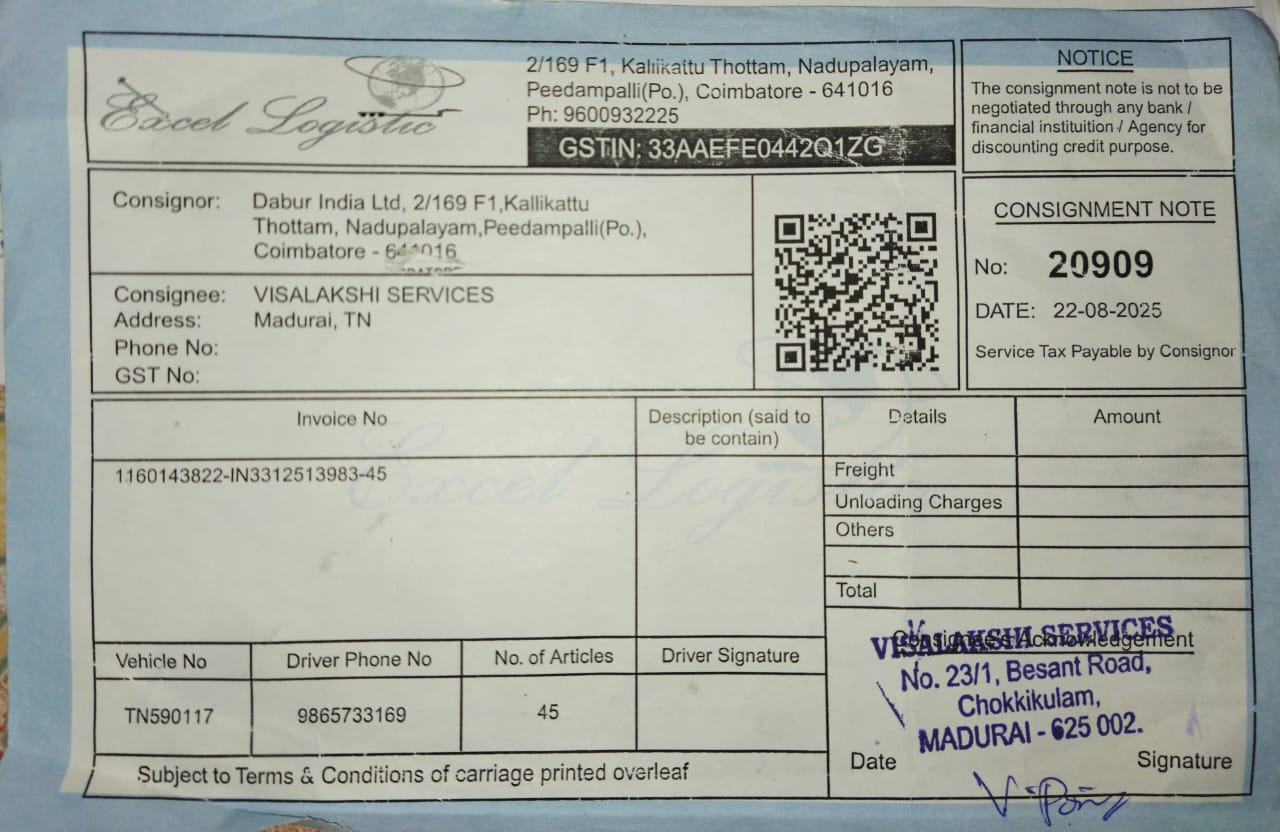 Excel Logistic
2/169 F1, Kallikattu Thottam, Nadupalayam,
Peedampalli(Po.), Coimbatore - 641016
Ph: 9600932225
GSTIN: 33AAEFE0442Q1ZG
NOTICE
The consignment note is not to be
negotiated through any bank /
financial instituition / Agency for
discounting credit purpose.
Consignor: Dabur India Ltd, 2/169 F1,Kallikattu
Thottam, Nadupalayam,Peedampalli(Po.),
Coimbatore - 641016
CONSIGNMENT NOTE
No: 20909
DATE: 22-08-2025
Service Tax Payable by Consignor
Consignee: VISALAKSHI SERVICES
Address: Madurai, TN
Phone No:
GST No:
Invoice No
Description (said to
be contain)
Details
Amount
1160143822-IN3312513983-45
Excel Logistic
Freight
Unloading Charges
Others
Total
Vehicle No
Driver Phone No
No. of Articles
Driver Signature
TN590117
9865733169
45
Consignee's Acknowledgement
VISALAKSHI SERVICES
No. 23/1, Besant Road,
Chokkikulam,
MADURAI - 625 002.
Date
Signature
Subject to Terms & Conditions of carriage printed overleaf